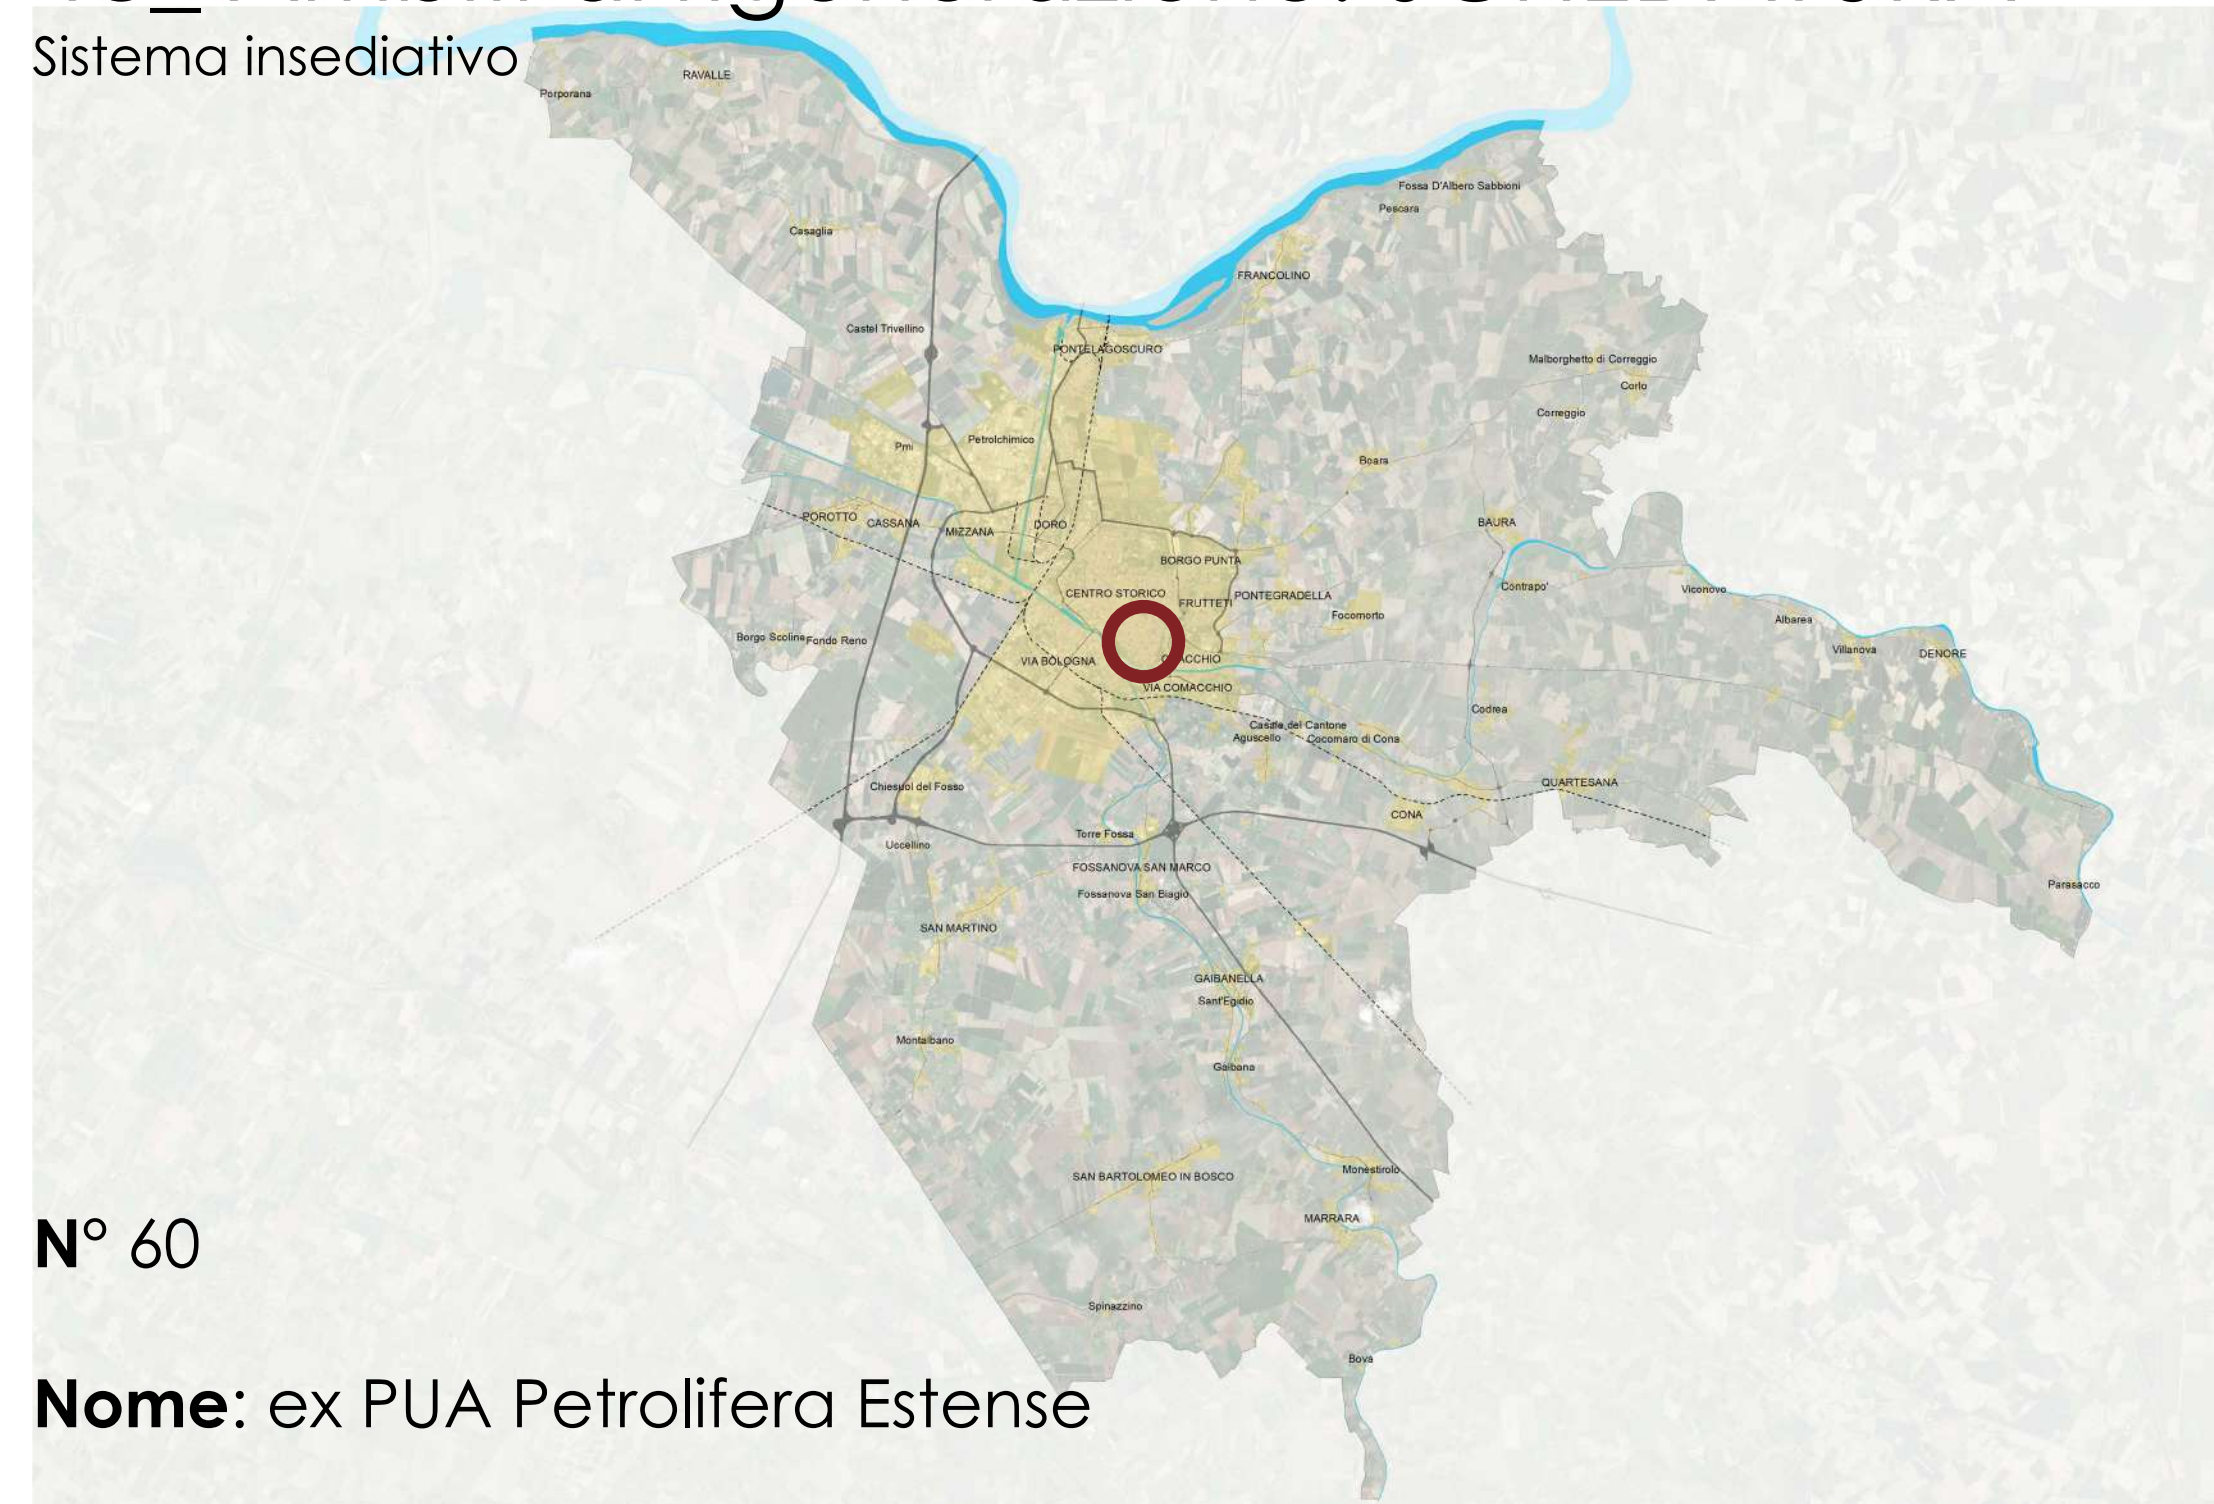 Sistema insediativo
RAVALLE
Porporana
Fossa D'Albero Sabbioni
Pescara
Casaglia
FRANCOLINO
Castel Trivellino
PONTELAGOSCURO
Malborghetto di Correggio
Corlo
Correggio
Petrolchimico
Pmi
Boara
POROTTO
CASSANA
DORO
BAURA
MIZZANA
BORGO PUNTA
Contrapo'
Viconovo
CENTRO STORICO
PONTEGRADELLA
FRUTTETI
Focomorto
Albarea
Borgo Scoline
Fondo Reno
Villanova
DENORE
VIA BOLOGNA
VIA COMACCHIO
Codrea
Casale del Cantone
Aguscello
Cocomaro di Cona
QUARTESANA
Chiesuol del Fosso
CONA
Torre Fossa
Uccellino
FOSSANOVA SAN MARCO
Parasacco
Fossanova San Biagio
SAN MARTINO
GAIBANELLA
Sant'Egidio
Montalbano
Gaibana
Monestirolo
SAN BARTOLOMEO IN BOSCO
MARRARA
N° 60
Spinazzino
Bova
Nome: ex PUA Petrolifera Estense